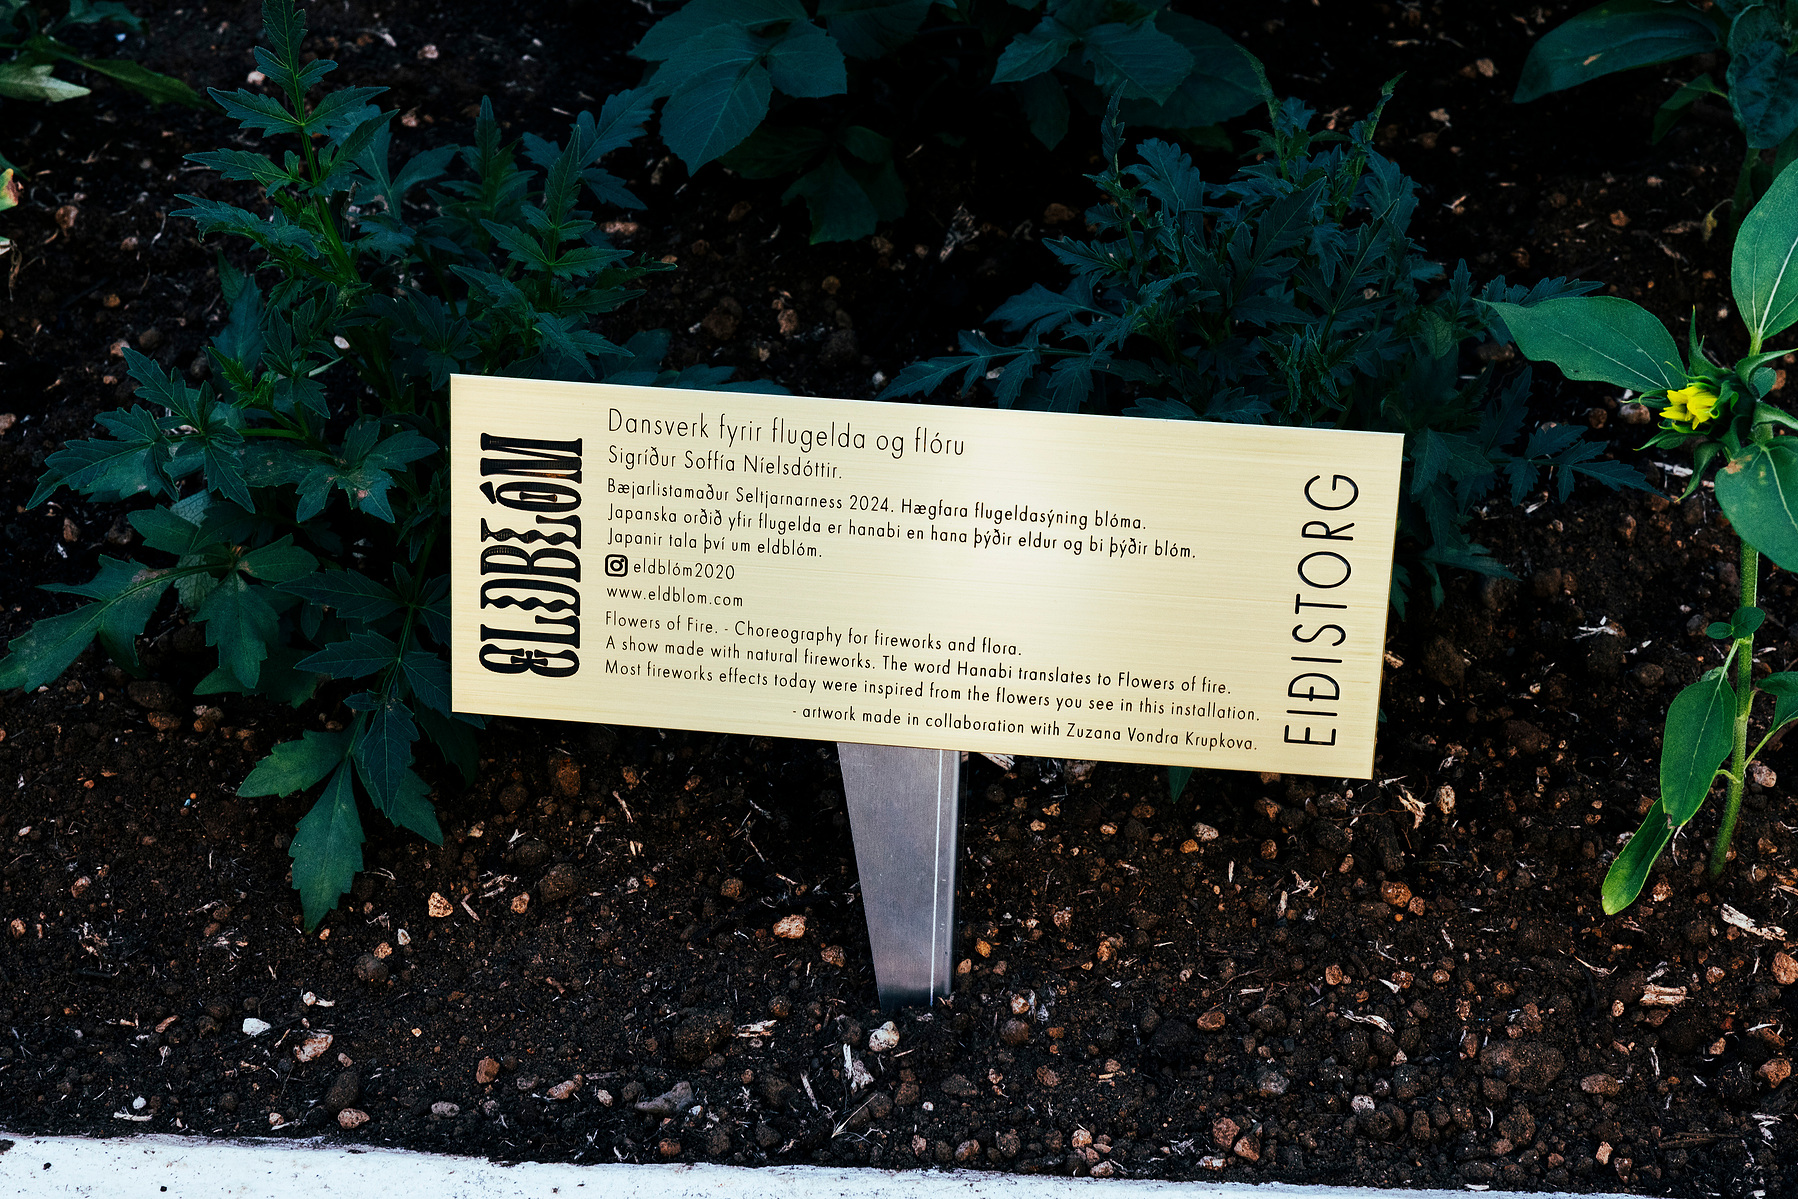 ELDBLÓM
Dansverk fyrir flugelda og flóru
Sigríður Soffía Níelsdóttir.
Bæjarlistamaður Seltjarnarness 2024. Hægfara flugeldasýning blóma.
Japanska orðið yfir flugelda er hanabi en hana þýðir eldur og bi þýðir blóm.
Japanir tala því um eldblóm.
eldblóm2020
www.eldblom.com
Flowers of Fire. - Choreography for fireworks and flora.
A show made with natural fireworks. The word Hanabi translates to Flowers of fire.
Most fireworks effects today were inspired from the flowers you see in this installation.
- artwork made in collaboration with Zuzana Vondra Krupkova.
EIÐISTORG